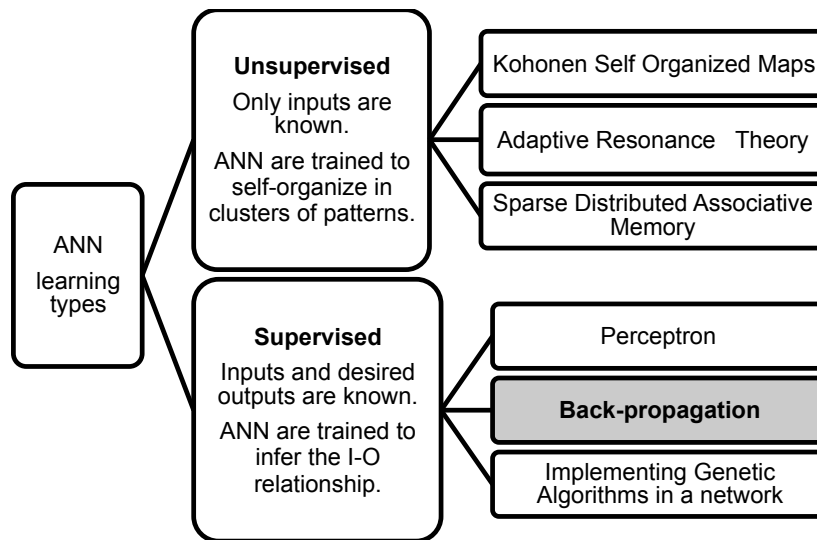 ANN
learning
types
Unsupervised
Only inputs are
known.
ANN are trained to
self-organize in
clusters of patterns.
Kohonen Self Organized Maps
Adaptive Resonance Theory
Sparse Distributed Associative
Memory
Supervised
Inputs and desired
outputs are known.
ANN are trained to
infer the I-O
relationship.
Perceptron
Back-propagation
Implementing Genetic
Algorithms in a network